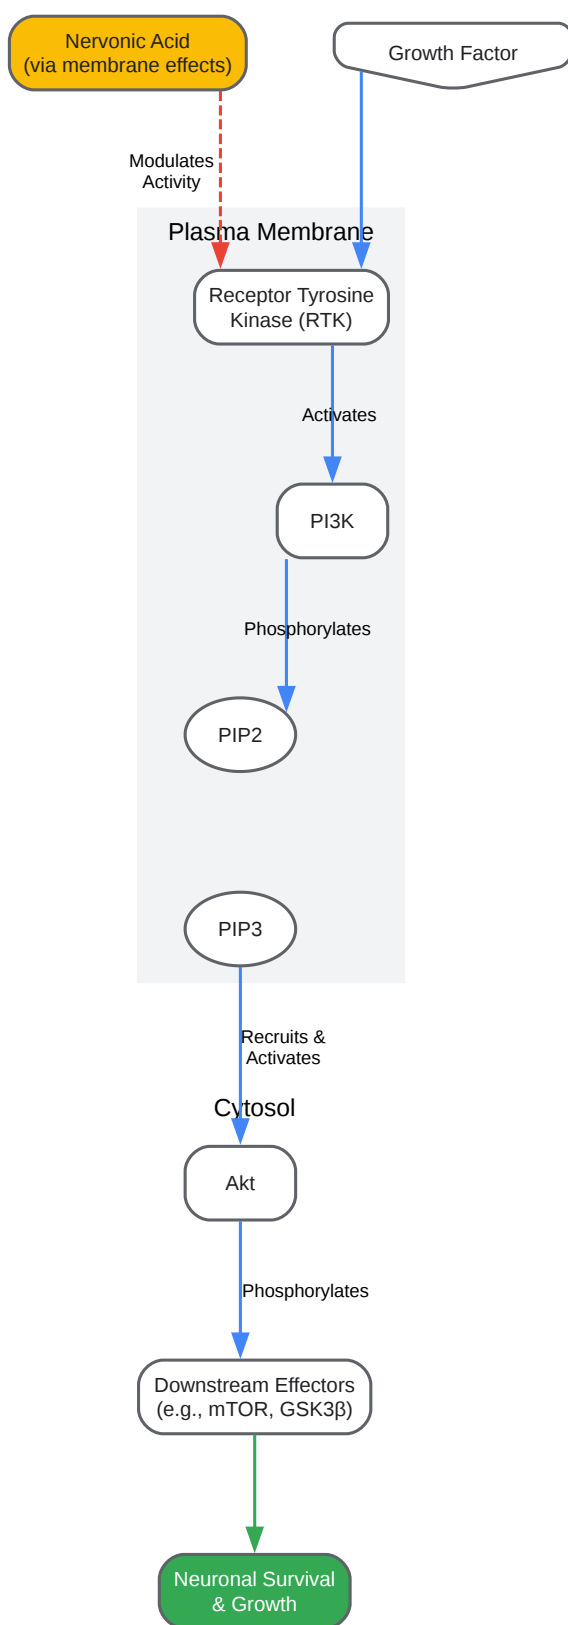 Nervonic Acid
(via membrane effects)
Growth Factor
Modulates
Activity
Plasma Membrane
Receptor Tyrosine
Kinase (RTK)
Activates
PI3K
Phosphorylates
PIP2
PIP3
Recruits &
Activates
Cytosol
Akt
Phosphorylates
Downstream Effectors
(e.g., mTOR, GSK3β)
Neuronal Survival
& Growth